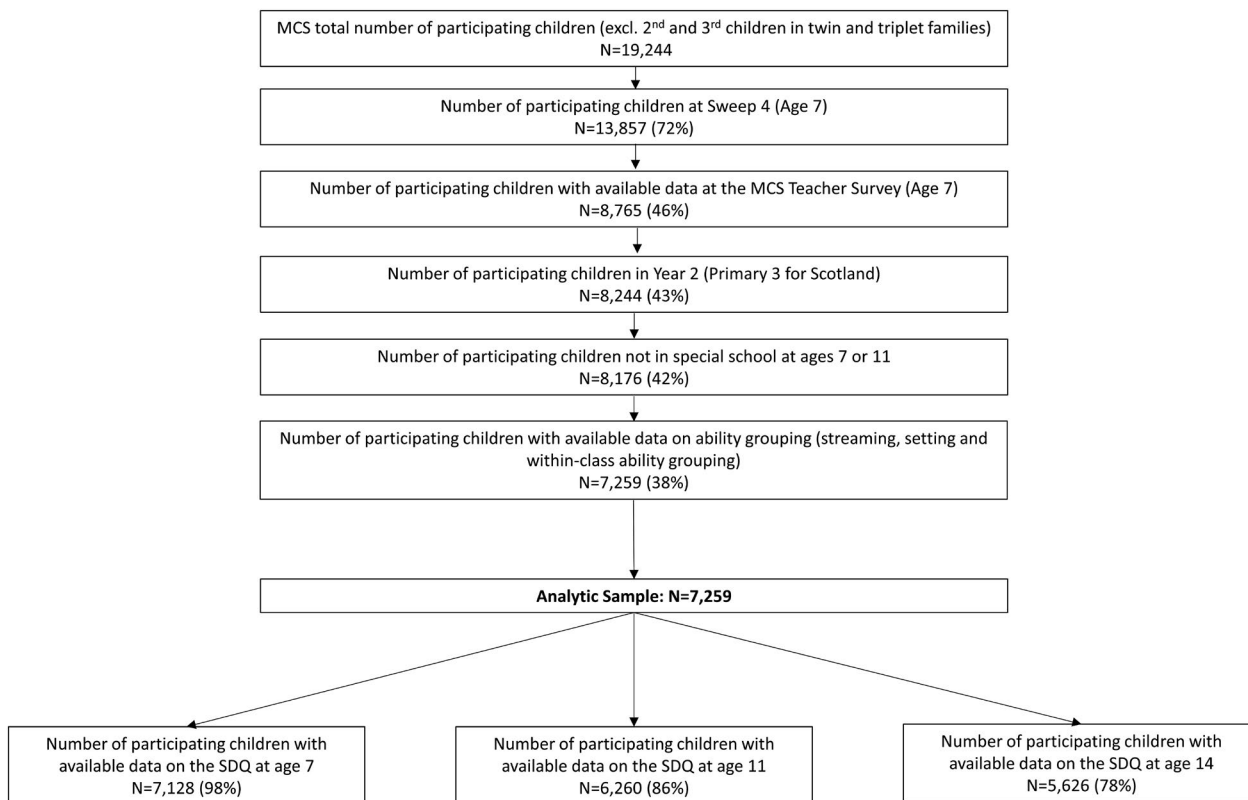 MCS total number of participating children (excl. 2nd and 3rd children in twin and triplet families)
N=19,244
Number of participating children at Sweep 4 (Age 7)
N=13,857 (72%)
Number of participating children with available data at the MCS Teacher Survey (Age 7)
N=8,765 (46%)
Number of participating children in Year 2 (Primary 3 for Scotland)
N=8,244 (43%)
Number of participating children not in special school at ages 7 or 11
N=8,176 (42%)
Number of participating children with available data on ability grouping (streaming, setting and
within-class ability grouping)
N=7,259 (38%)
Analytic Sample: N=7,259
Number of participating children with
available data on the SDQ at age 7
N=7,128 (98%)
Number of participating children with
available data on the SDQ at age 11
N=6,260 (86%)
Number of participating children with
available data on the SDQ at age 14
N=5,626 (78%)